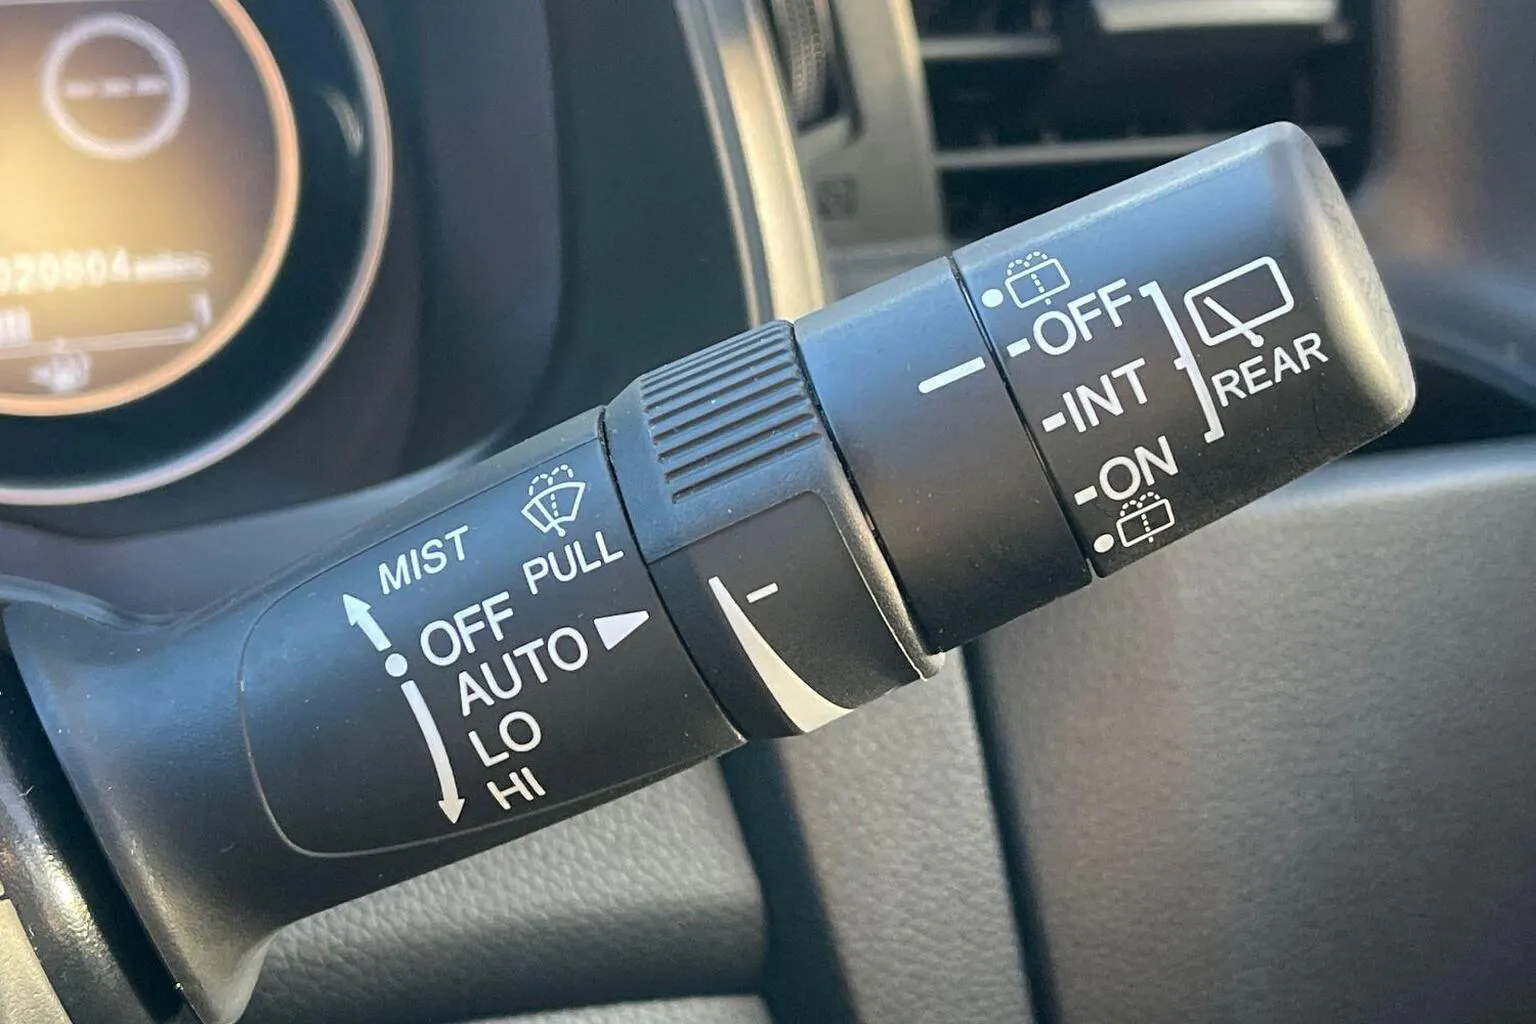 MIST
PULL
OFF
AUTO
LO
HI
OFF
INT
ON
REAR